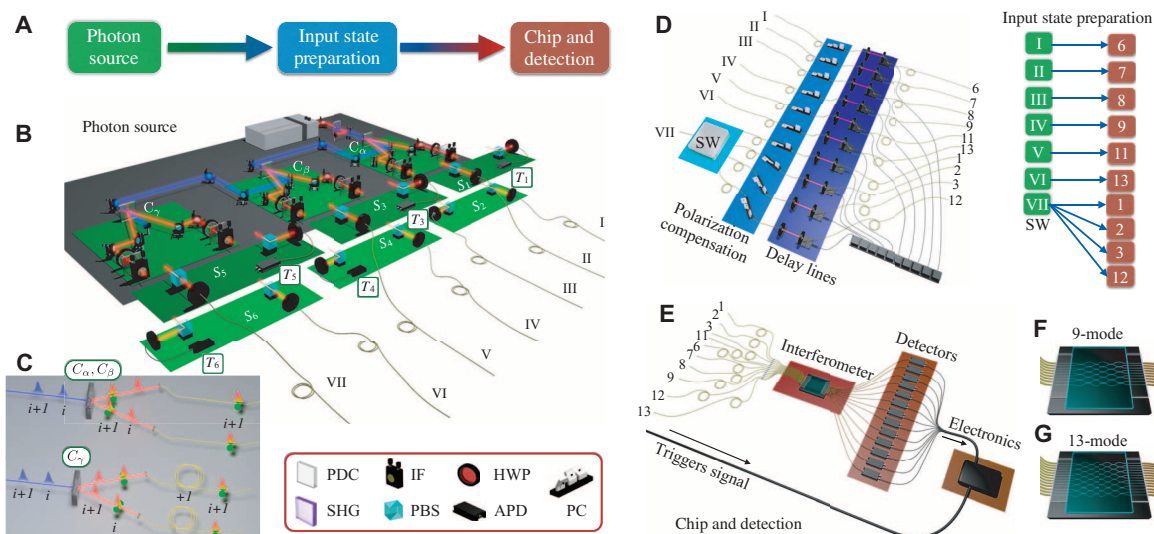 A
Photon
source
Input state
preparation
Chip and
detection
B
Photon source
Cα
Cβ
Cγ
S1
S2
S3
S4
S5
S6
T1
T3
T5
T4
T6
I
II
III
IV
V
VI
VII
C
Cα, Cβ
i+1
i
i+1
i
i+1
i
Cγ
i+1
i
i+1
i
+1
i+1
i
PDC
IF
HWP
SHG
PBS
APD
PC
D
I
II
III
IV
V
VI
VII
SW
Polarization
compensation
Delay lines
6
7
8
9
11
13
1
2
3
12
Input state preparation
I
6
II
7
III
8
IV
9
V
11
VI
13
VII
1
SW
2
3
12
E
1
2
3
11
6
7
8
9
12
13
Interferometer
Detectors
Electronics
Triggers signal
Chip and detection
F
9-mode
G
13-mode